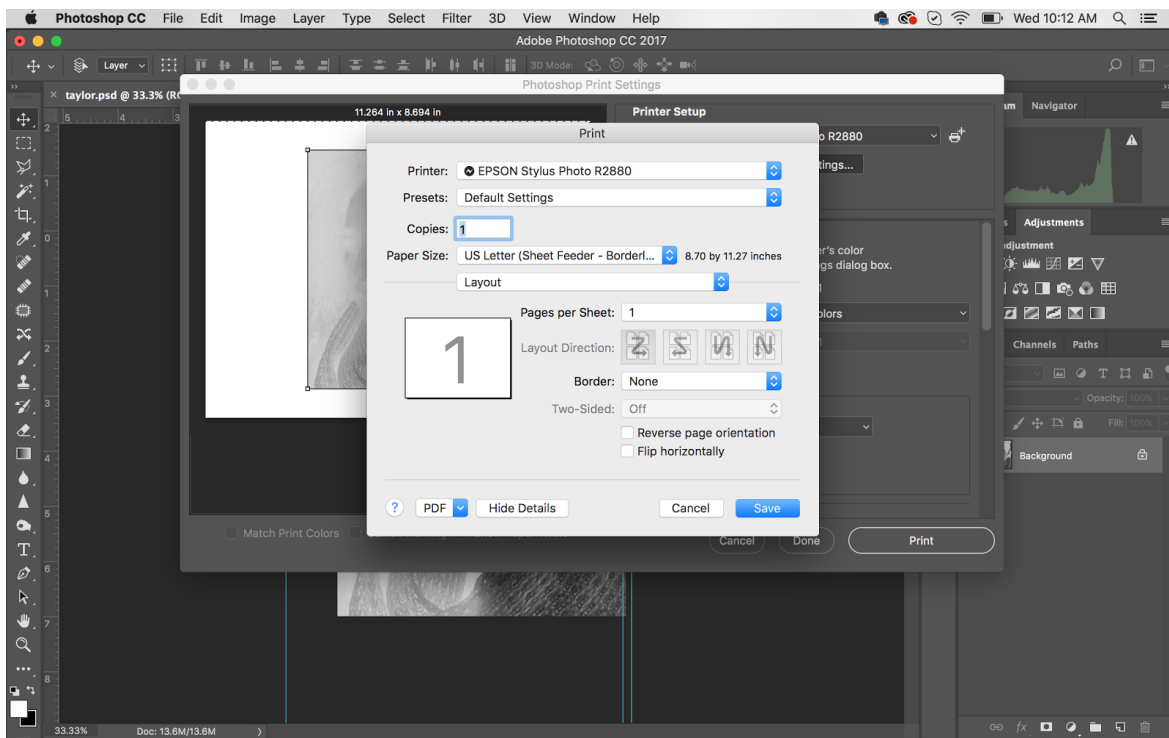 Photoshop CC File Edit Image Layer Type Select Filter 3D View Window Help Wed 10:12 AM
Adobe Photoshop CC 2017
Layer 3D Mode:
taylor.psd @ 33.3% (RG
Photoshop Print Settings
11.264 in x 8.694 in
Printer Setup
Navigator
Print
o R2880
Printer: EPSON Stylus Photo R2880
tings...
Presets: Default Settings
Copies: 1
Adjustments
er's color
djustment
Paper Size: US Letter (Sheet Feeder - Borderl... 8.70 by 11.27 inches
gs dialog box.
Layout
Pages per Sheet: 1
olors
1
Layout Direction:
Channels Paths
Border: None
Opacity: 100%
Two-Sided: Off
Fill: 100%
Reverse page orientation
Flip horizontally
Background
? PDF Hide Details Cancel Save
Match Print Colors
Cancel Done Print
33.33% Doc: 13.6M/13.6M